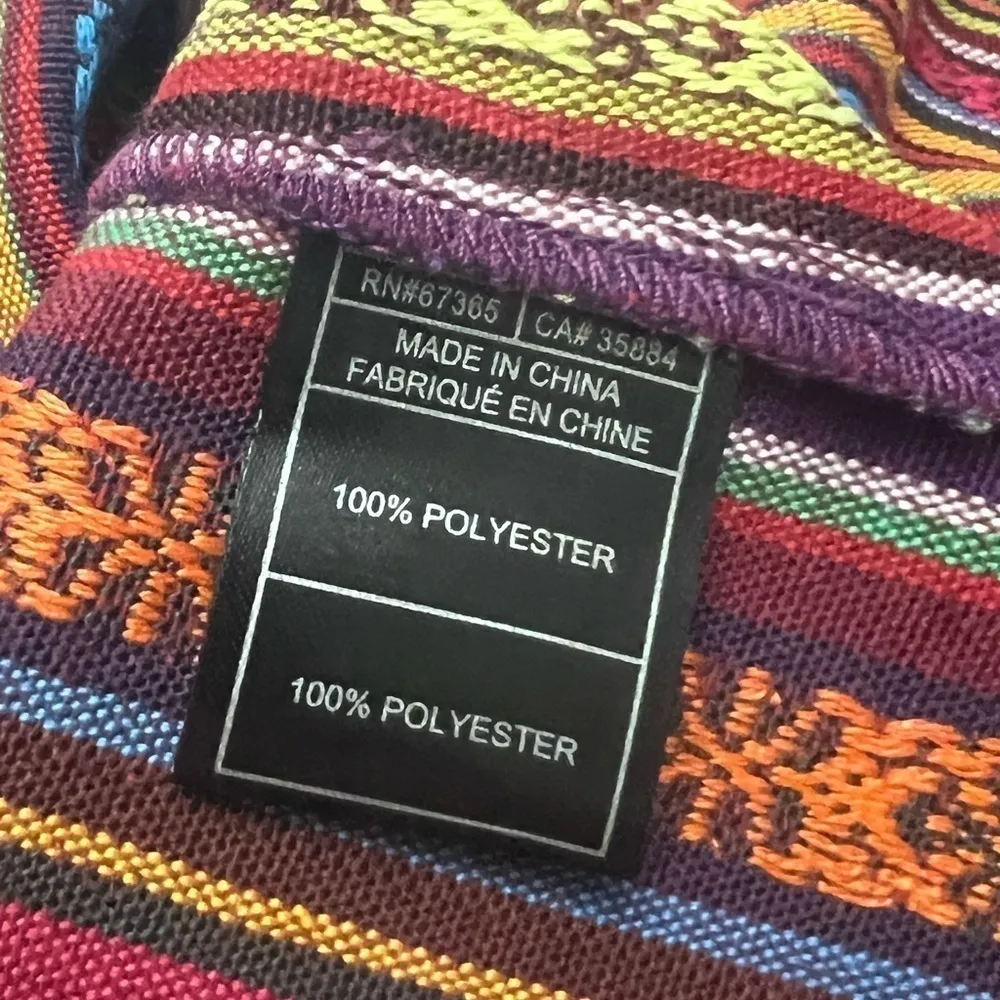 RN#67365
CA# 35884
MADE IN CHINA
FABRIQUÉ EN CHINE
100% POLYESTER
100% POLYESTER